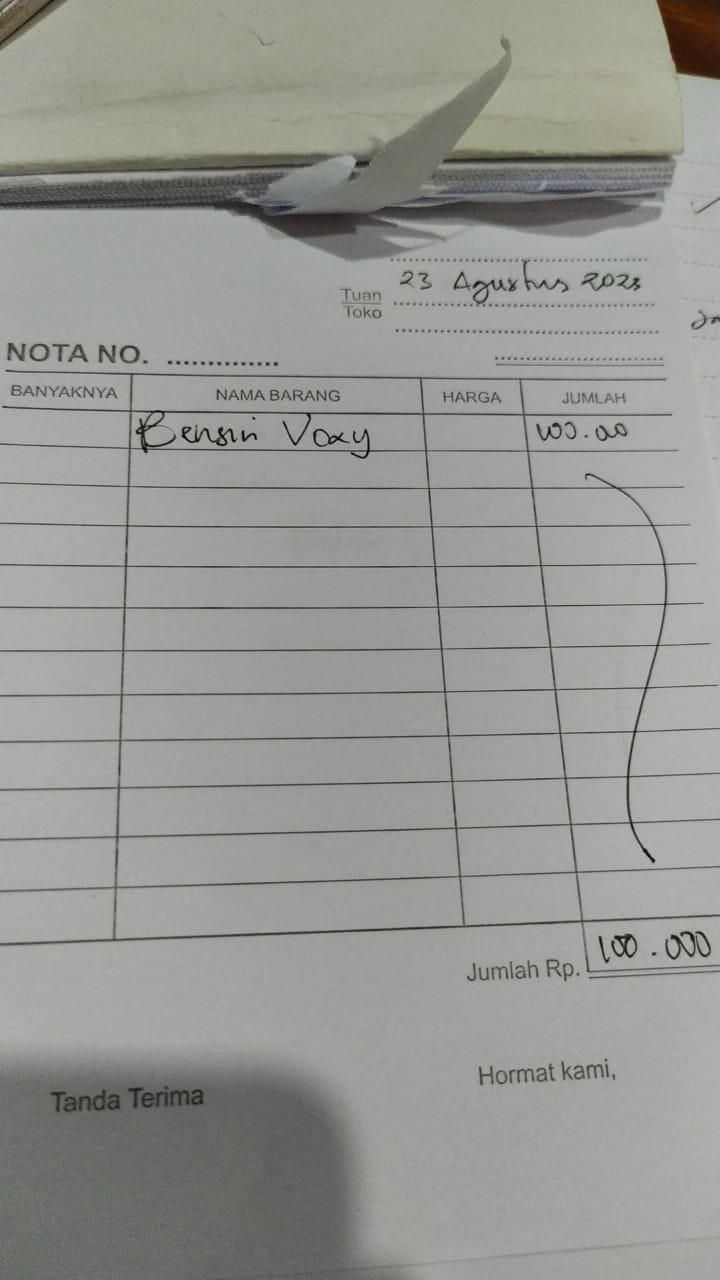 23 Agustus 2023
Tuan
Toko
NOTA NO. ..............
BANYAKNYA NAMA BARANG HARGA JUMLAH
Bensin Voxy 100.000
Jumlah Rp. 100.000
Tanda Terima Hormat kami,